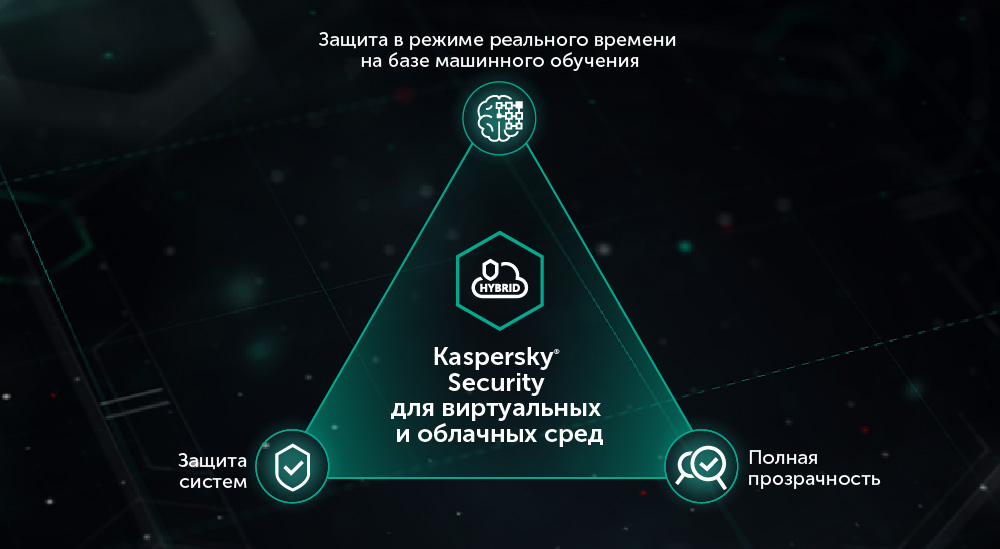 Защита в режиме реального времени
на базе машинного обучения
HYBRID
Kaspersky®
Security
для виртуальных
и облачных сред
Защита
систем
Полная
прозрачность